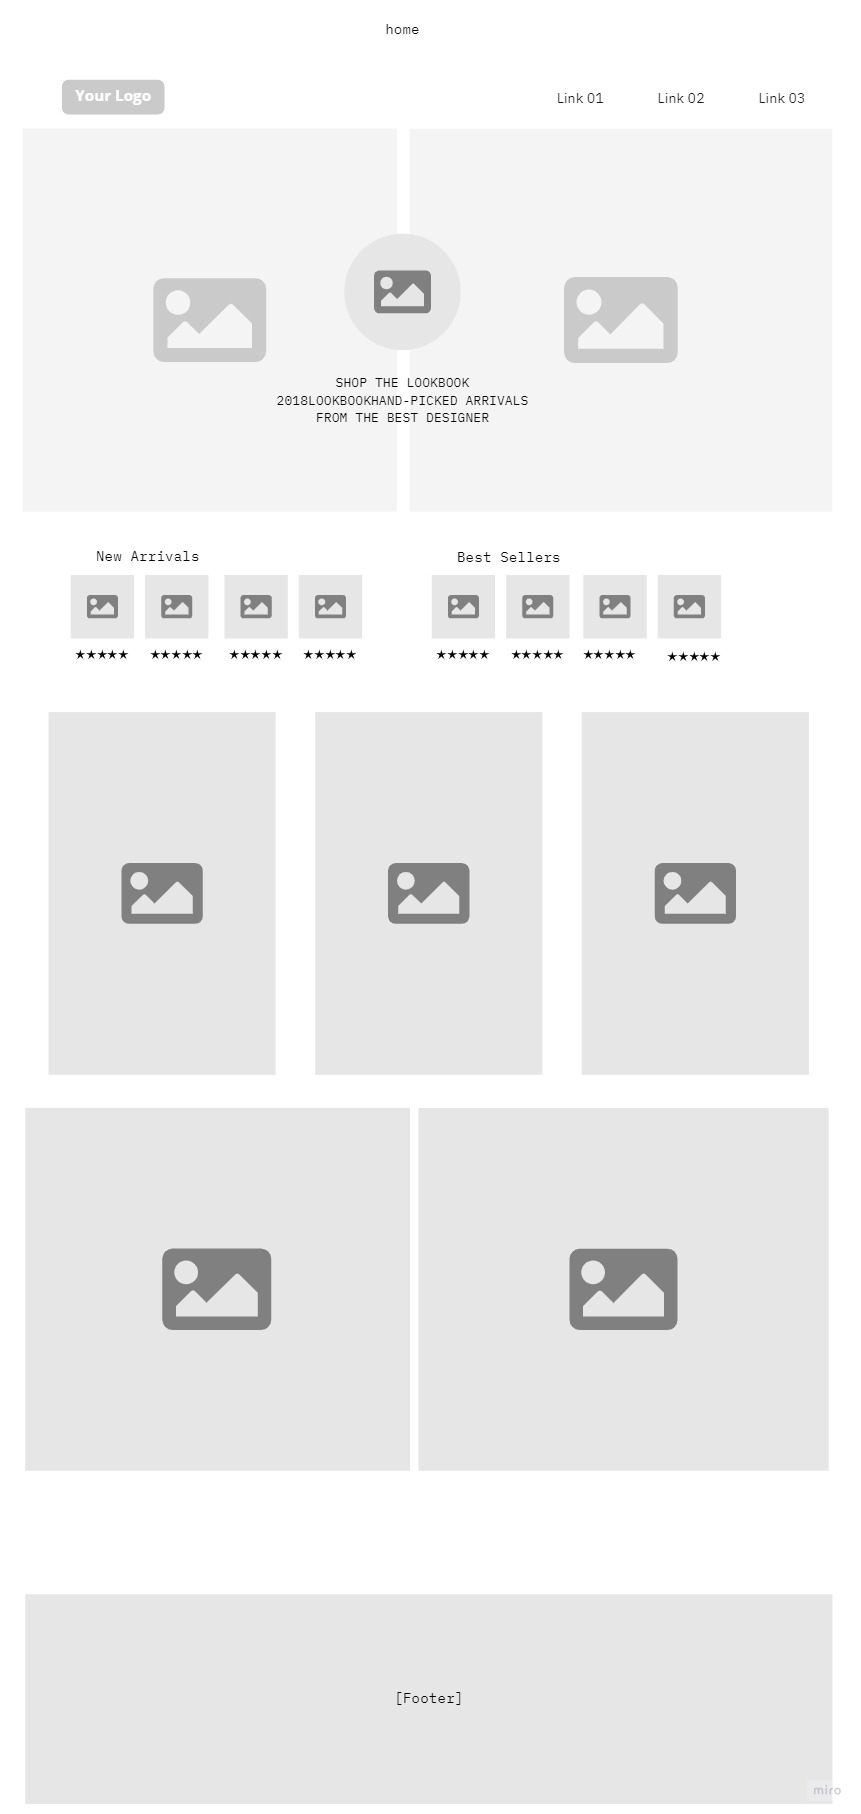 home
Your Logo
Link 01
Link 02
Link 03
SHOP THE LOOKBOOK
2018LOOKBOOKHAND-PICKED ARRIVALS
FROM THE BEST DESIGNER
New Arrivals
★★★★★ ★★★★★ ★★★★★ ★★★★★
Best Sellers
★★★★★ ★★★★★ ★★★★★ ★★★★★
[Footer]
miro